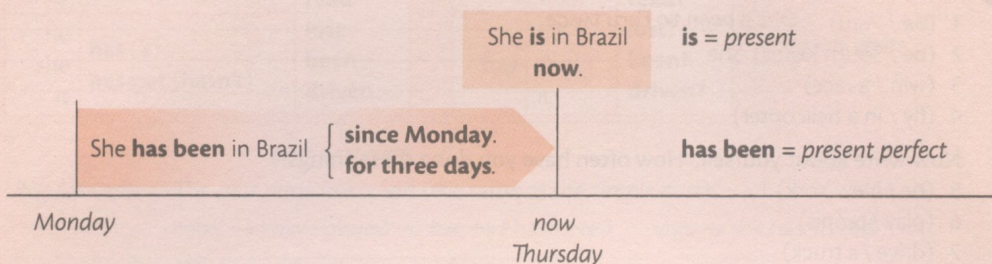 She is in Brazil
now.
is = present
She has been in Brazil { since Monday.
for three days.
has been = present perfect
Monday
now
Thursday